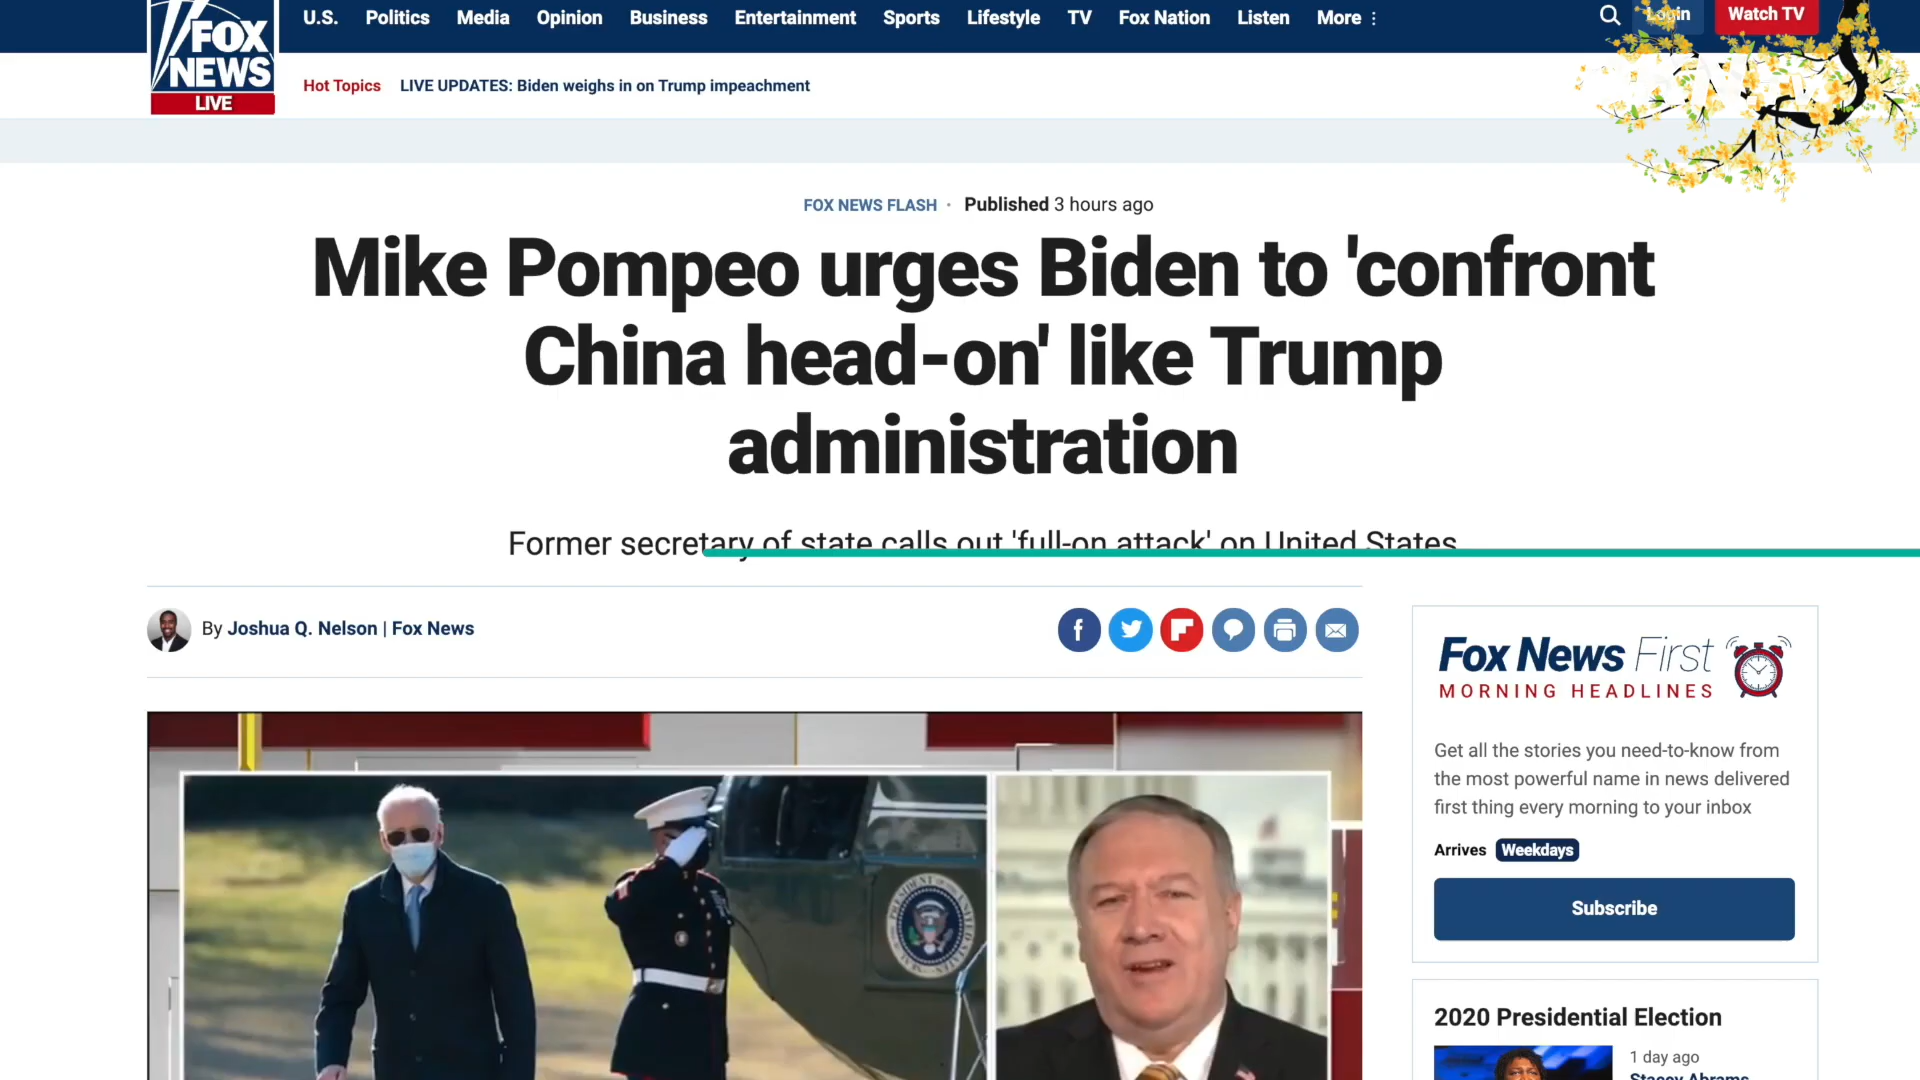 U.S. Politics Media Opinion Business Entertainment Sports Lifestyle TV Fox Nation Listen More Login Watch TV
FOX
NEWS
LIVE
Hot Topics LIVE UPDATES: Biden weighs in on Trump impeachment
FOX NEWS FLASH · Published 3 hours ago
Mike Pompeo urges Biden to 'confront
China head-on' like Trump
administration
Former secretary of state calls out 'full-on attack' on United States
By Joshua Q. Nelson | Fox News
Fox News First
MORNING HEADLINES
Get all the stories you need-to-know from
the most powerful name in news delivered
first thing every morning to your inbox
Arrives Weekdays
Subscribe
2020 Presidential Election
1 day ago
Stacey Abrams